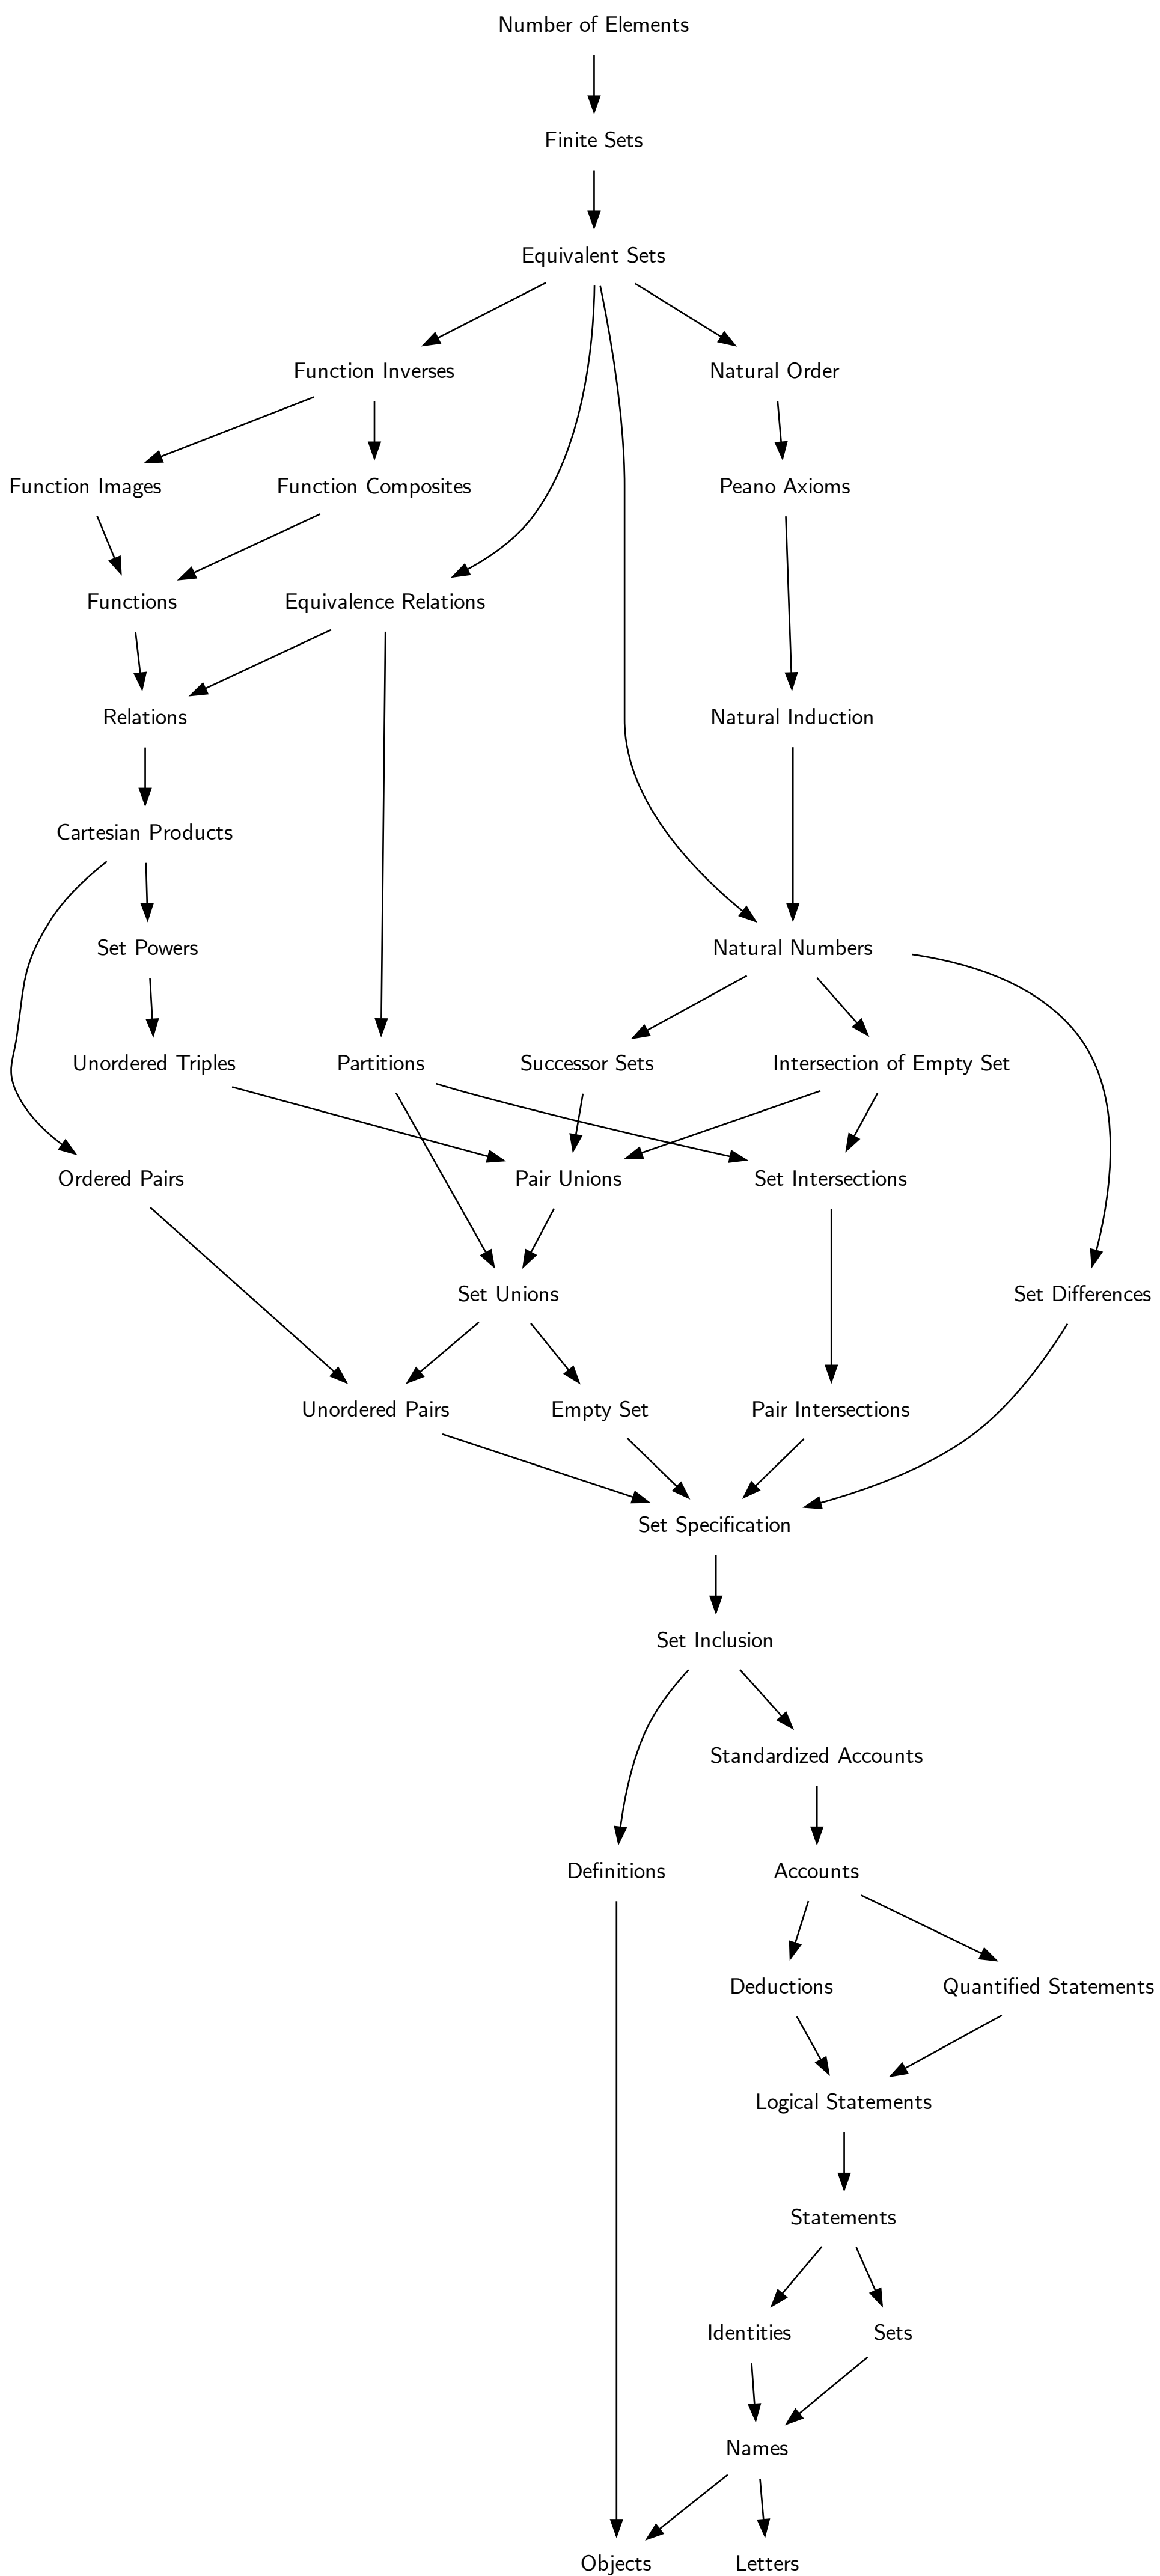 Number of Elements
Finite Sets
Equivalent Sets
Function Inverses
Natural Order
Function Images
Function Composites
Peano Axioms
Functions
Equivalence Relations
Relations
Natural Induction
Cartesian Products
Set Powers
Natural Numbers
Unordered Triples
Partitions
Successor Sets
Intersection of Empty Set
Ordered Pairs
Pair Unions
Set Intersections
Set Unions
Set Differences
Unordered Pairs
Empty Set
Pair Intersections
Set Specification
Set Inclusion
Standardized Accounts
Definitions
Accounts
Deductions
Quantified Statements
Logical Statements
Statements
Identities
Sets
Names
Objects
Letters